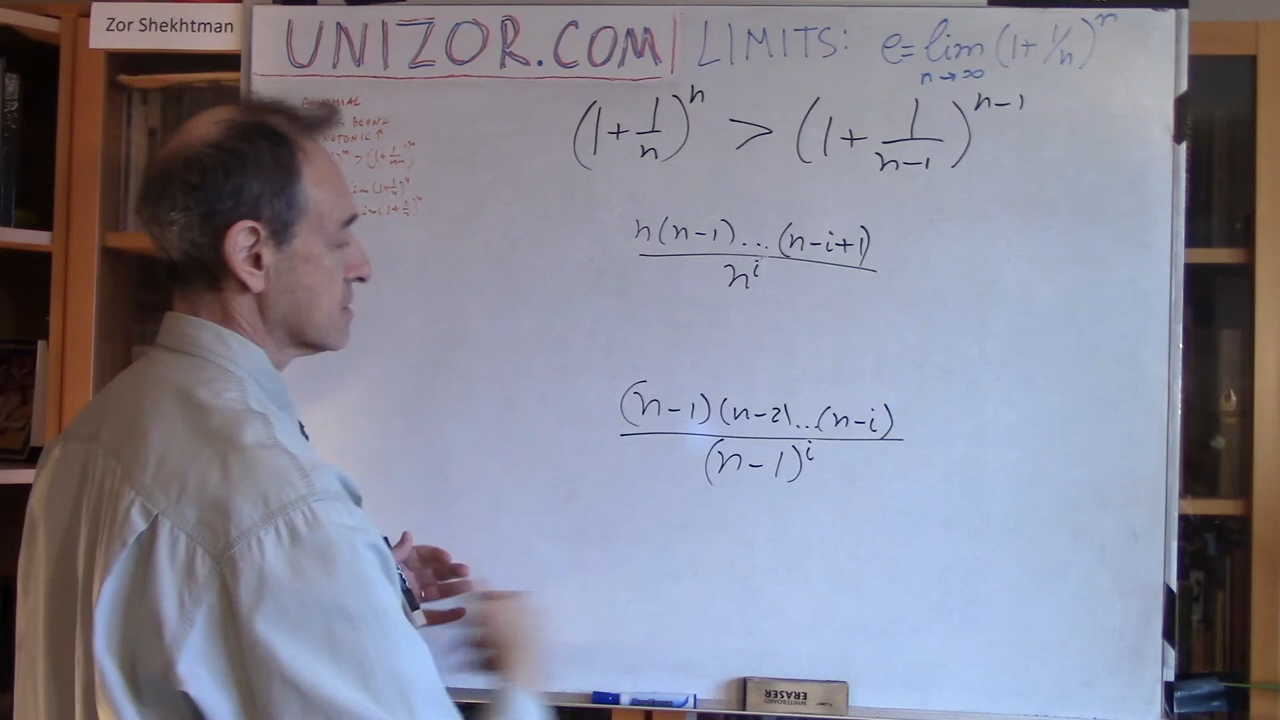 Zor Shekhtman
UNIZOR.COM | LIMITS: e = lim (1 + 1/n)^n
n→∞
(1 + 1/n)^n > (1 + 1/(n-1))^(n-1)
n(n-1)...(n-i+1)
n^i
(n-1)(n-2)...(n-i)
(n-1)^i
BOUND
ERASER